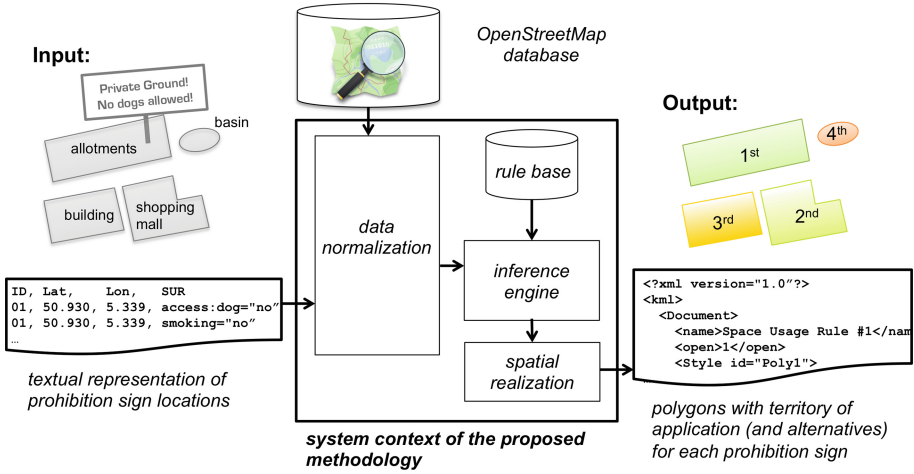 Input:
Private Ground!
No dogs allowed!
basin
allotments
building
shopping
mall
ID, Lat, Lon, SUR
01, 50.930, 5.339, access:dog="no"
01, 50.930, 5.339, smoking="no"
…
textual representation of
prohibition sign locations
OpenStreetMap
database
data
normalization
rule base
inference
engine
spatial
realization
system context of the proposed
methodology
Output:
1st
4th
3rd
2nd
<?xml version="1.0"?>
<kml>
<Document>
<name>Space Usage Rule #1</nam
<open>1</open>
<Style id="Poly1">
polygons with territory of
application (and alternatives)
for each prohibition sign